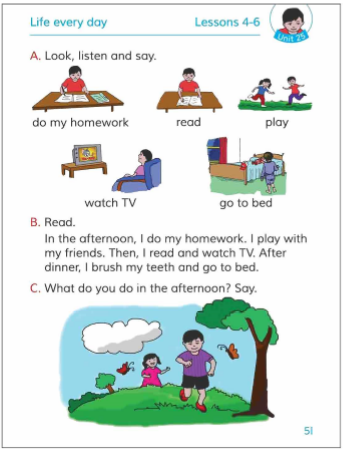 Life every day
Lessons 4-6
Unit 25
A. Look, listen and say.
do my homework
read
play
watch TV
go to bed
B. Read.
In the afternoon, I do my homework. I play with
my friends. Then, I read and watch TV. After
dinner, I brush my teeth and go to bed.
C. What do you do in the afternoon? Say.
51